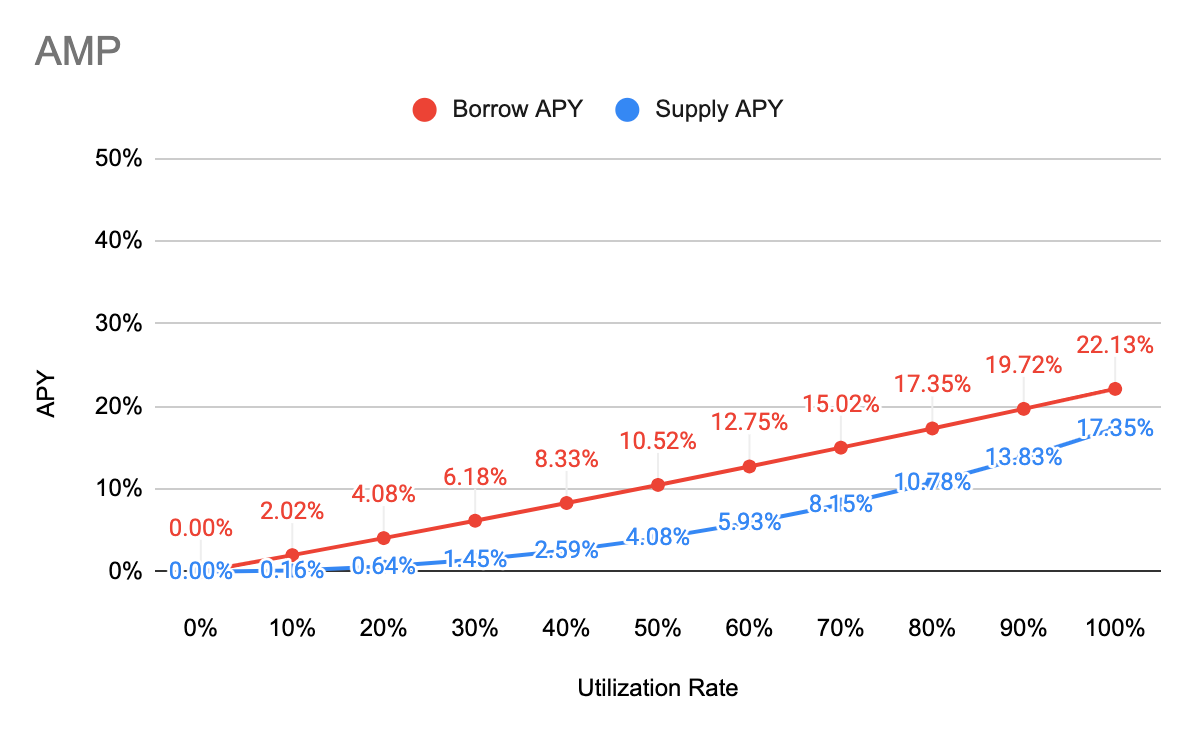 AMP
Borrow APY Supply APY
50%
40%
30%
20%
10%
0%
APY
0.00% 2.02% 4.08% 6.18% 8.33% 10.52% 12.75% 15.02% 17.35% 19.72% 22.13%
0.00% 0.16% 0.64% 1.45% 2.59% 4.08% 5.93% 8.15% 10.78% 13.83% 17.35%
0% 10% 20% 30% 40% 50% 60% 70% 80% 90% 100%
Utilization Rate